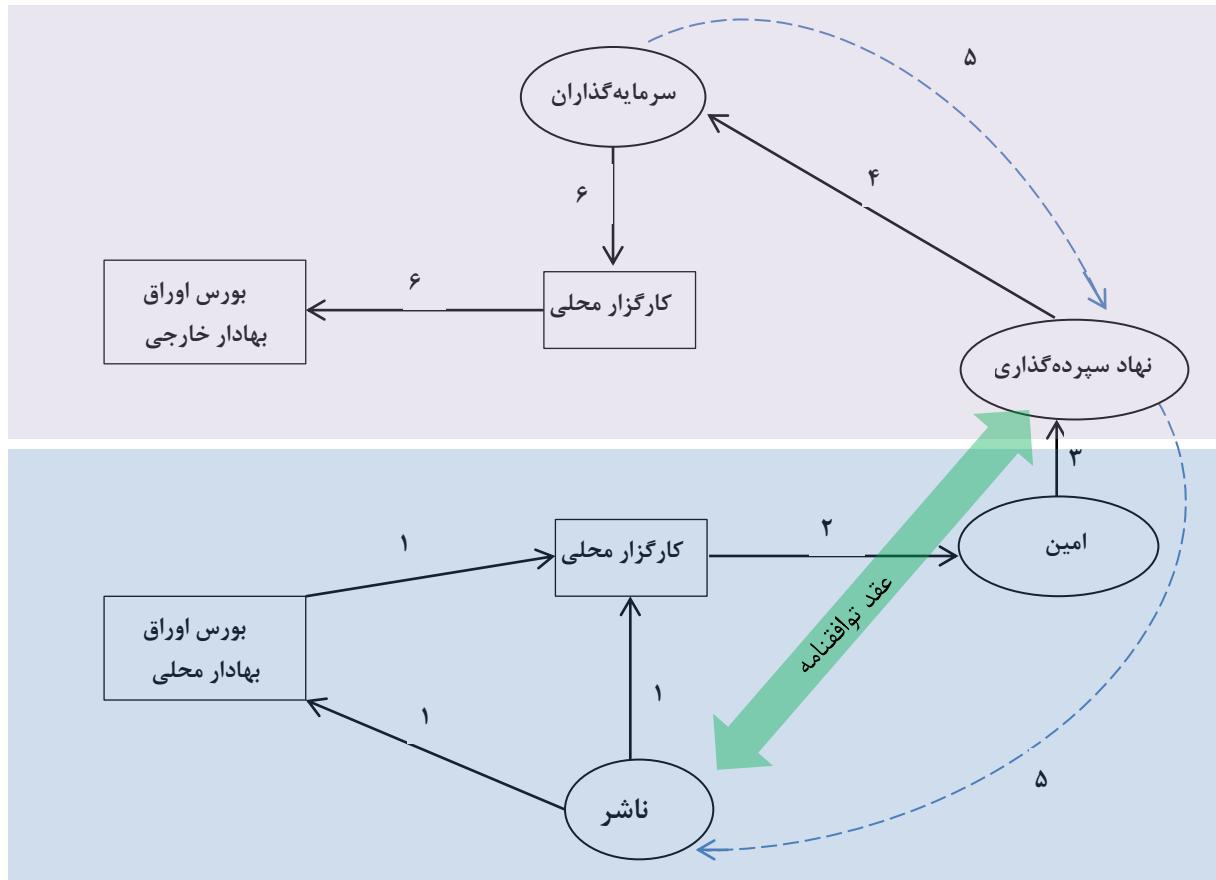 ۵
سرمایه‌گذاران
۴
۶
۶
کارگزار محلی
بورس اوراق
بهادار خارجی
نهاد سپرده‌گذاری
۳
۲
امین
۱
کارگزار محلی
عقد توافقنامه
بورس اوراق
بهادار محلی
۱
۱
۵
ناشر